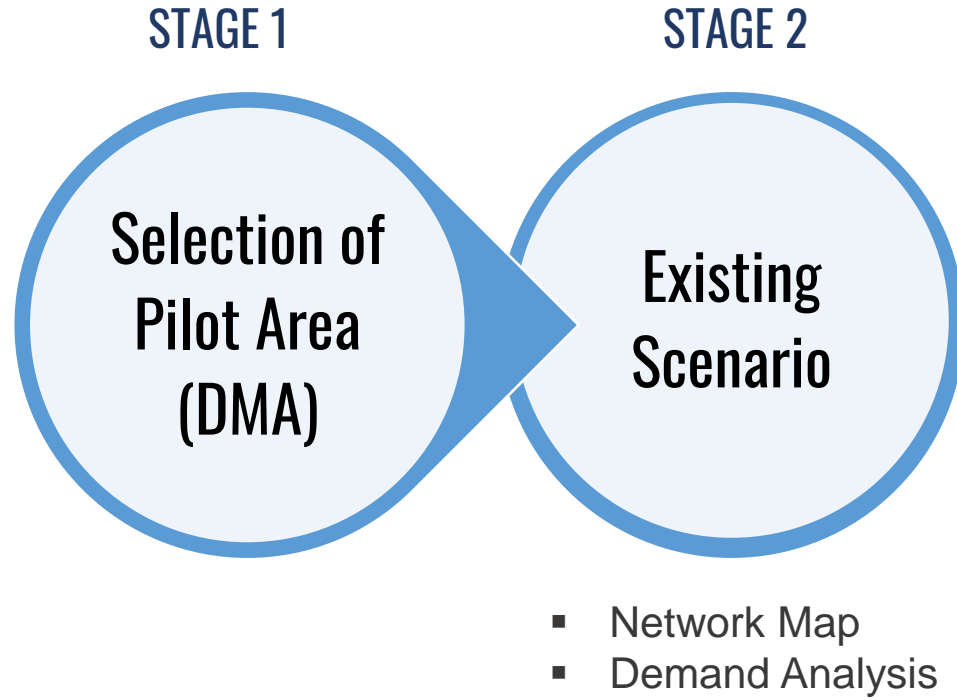 STAGE 1
STAGE 2
Selection of
Pilot Area
(DMA)
Existing
Scenario
▪ Network Map
▪ Demand Analysis